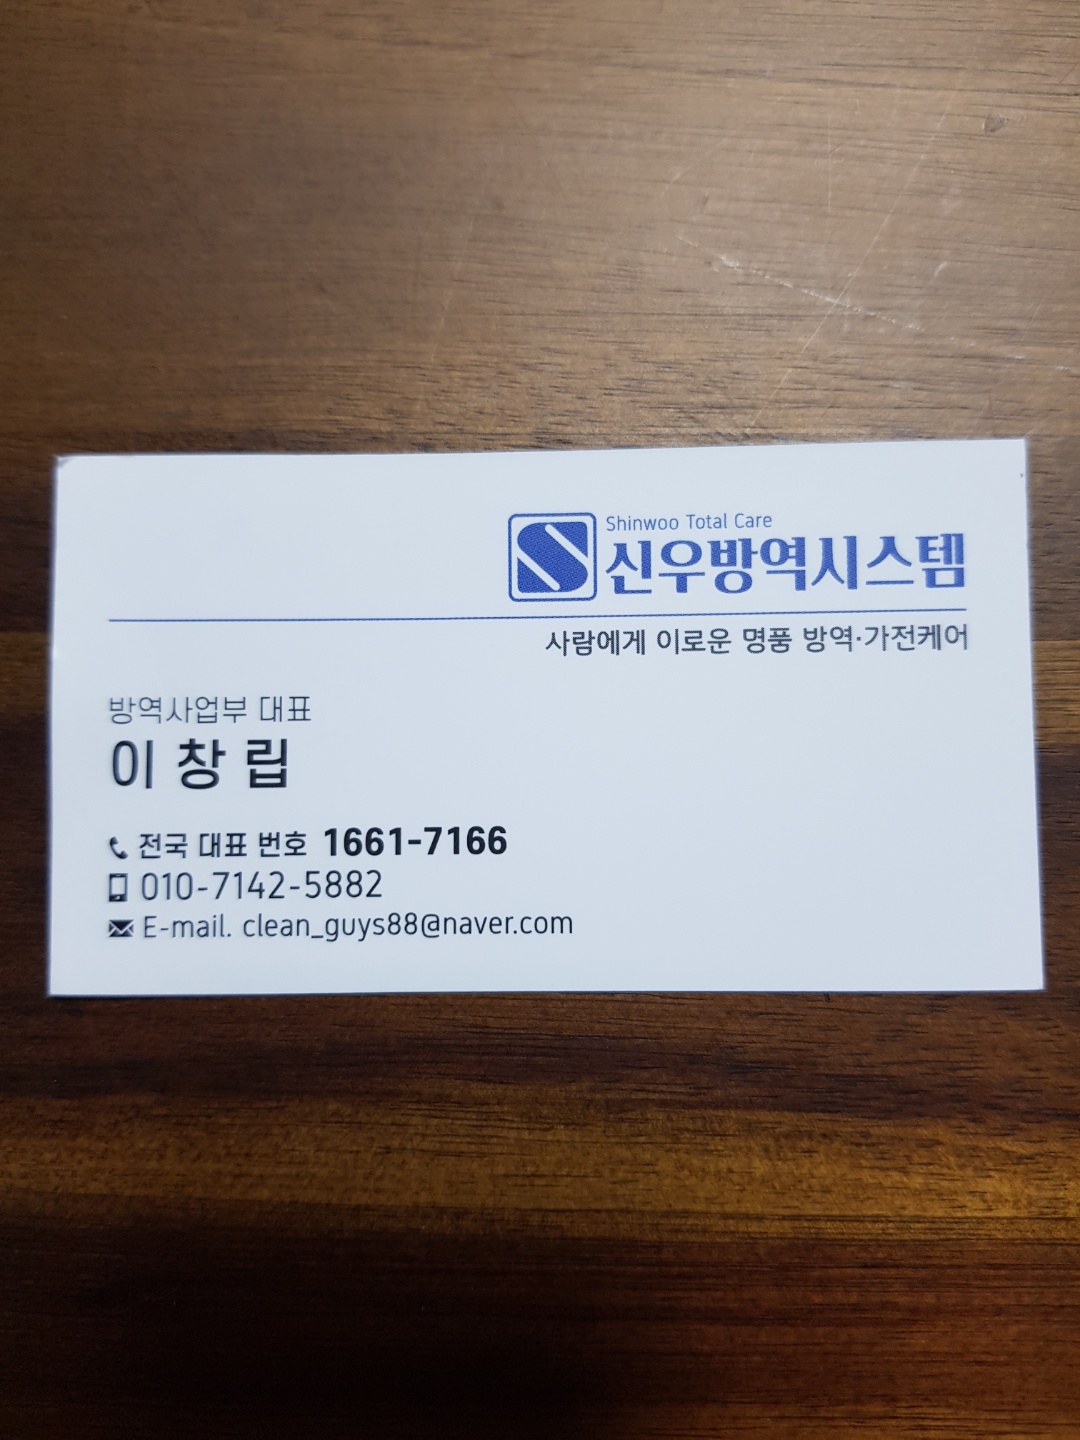 Shinwoo Total Care
신우방역시스템
사람에게 이로운 명품 방역·가전케어
방역사업부 대표
이창립
전국 대표 번호 1661-7166
010-7142-5882
E-mail. clean_guys88@naver.com